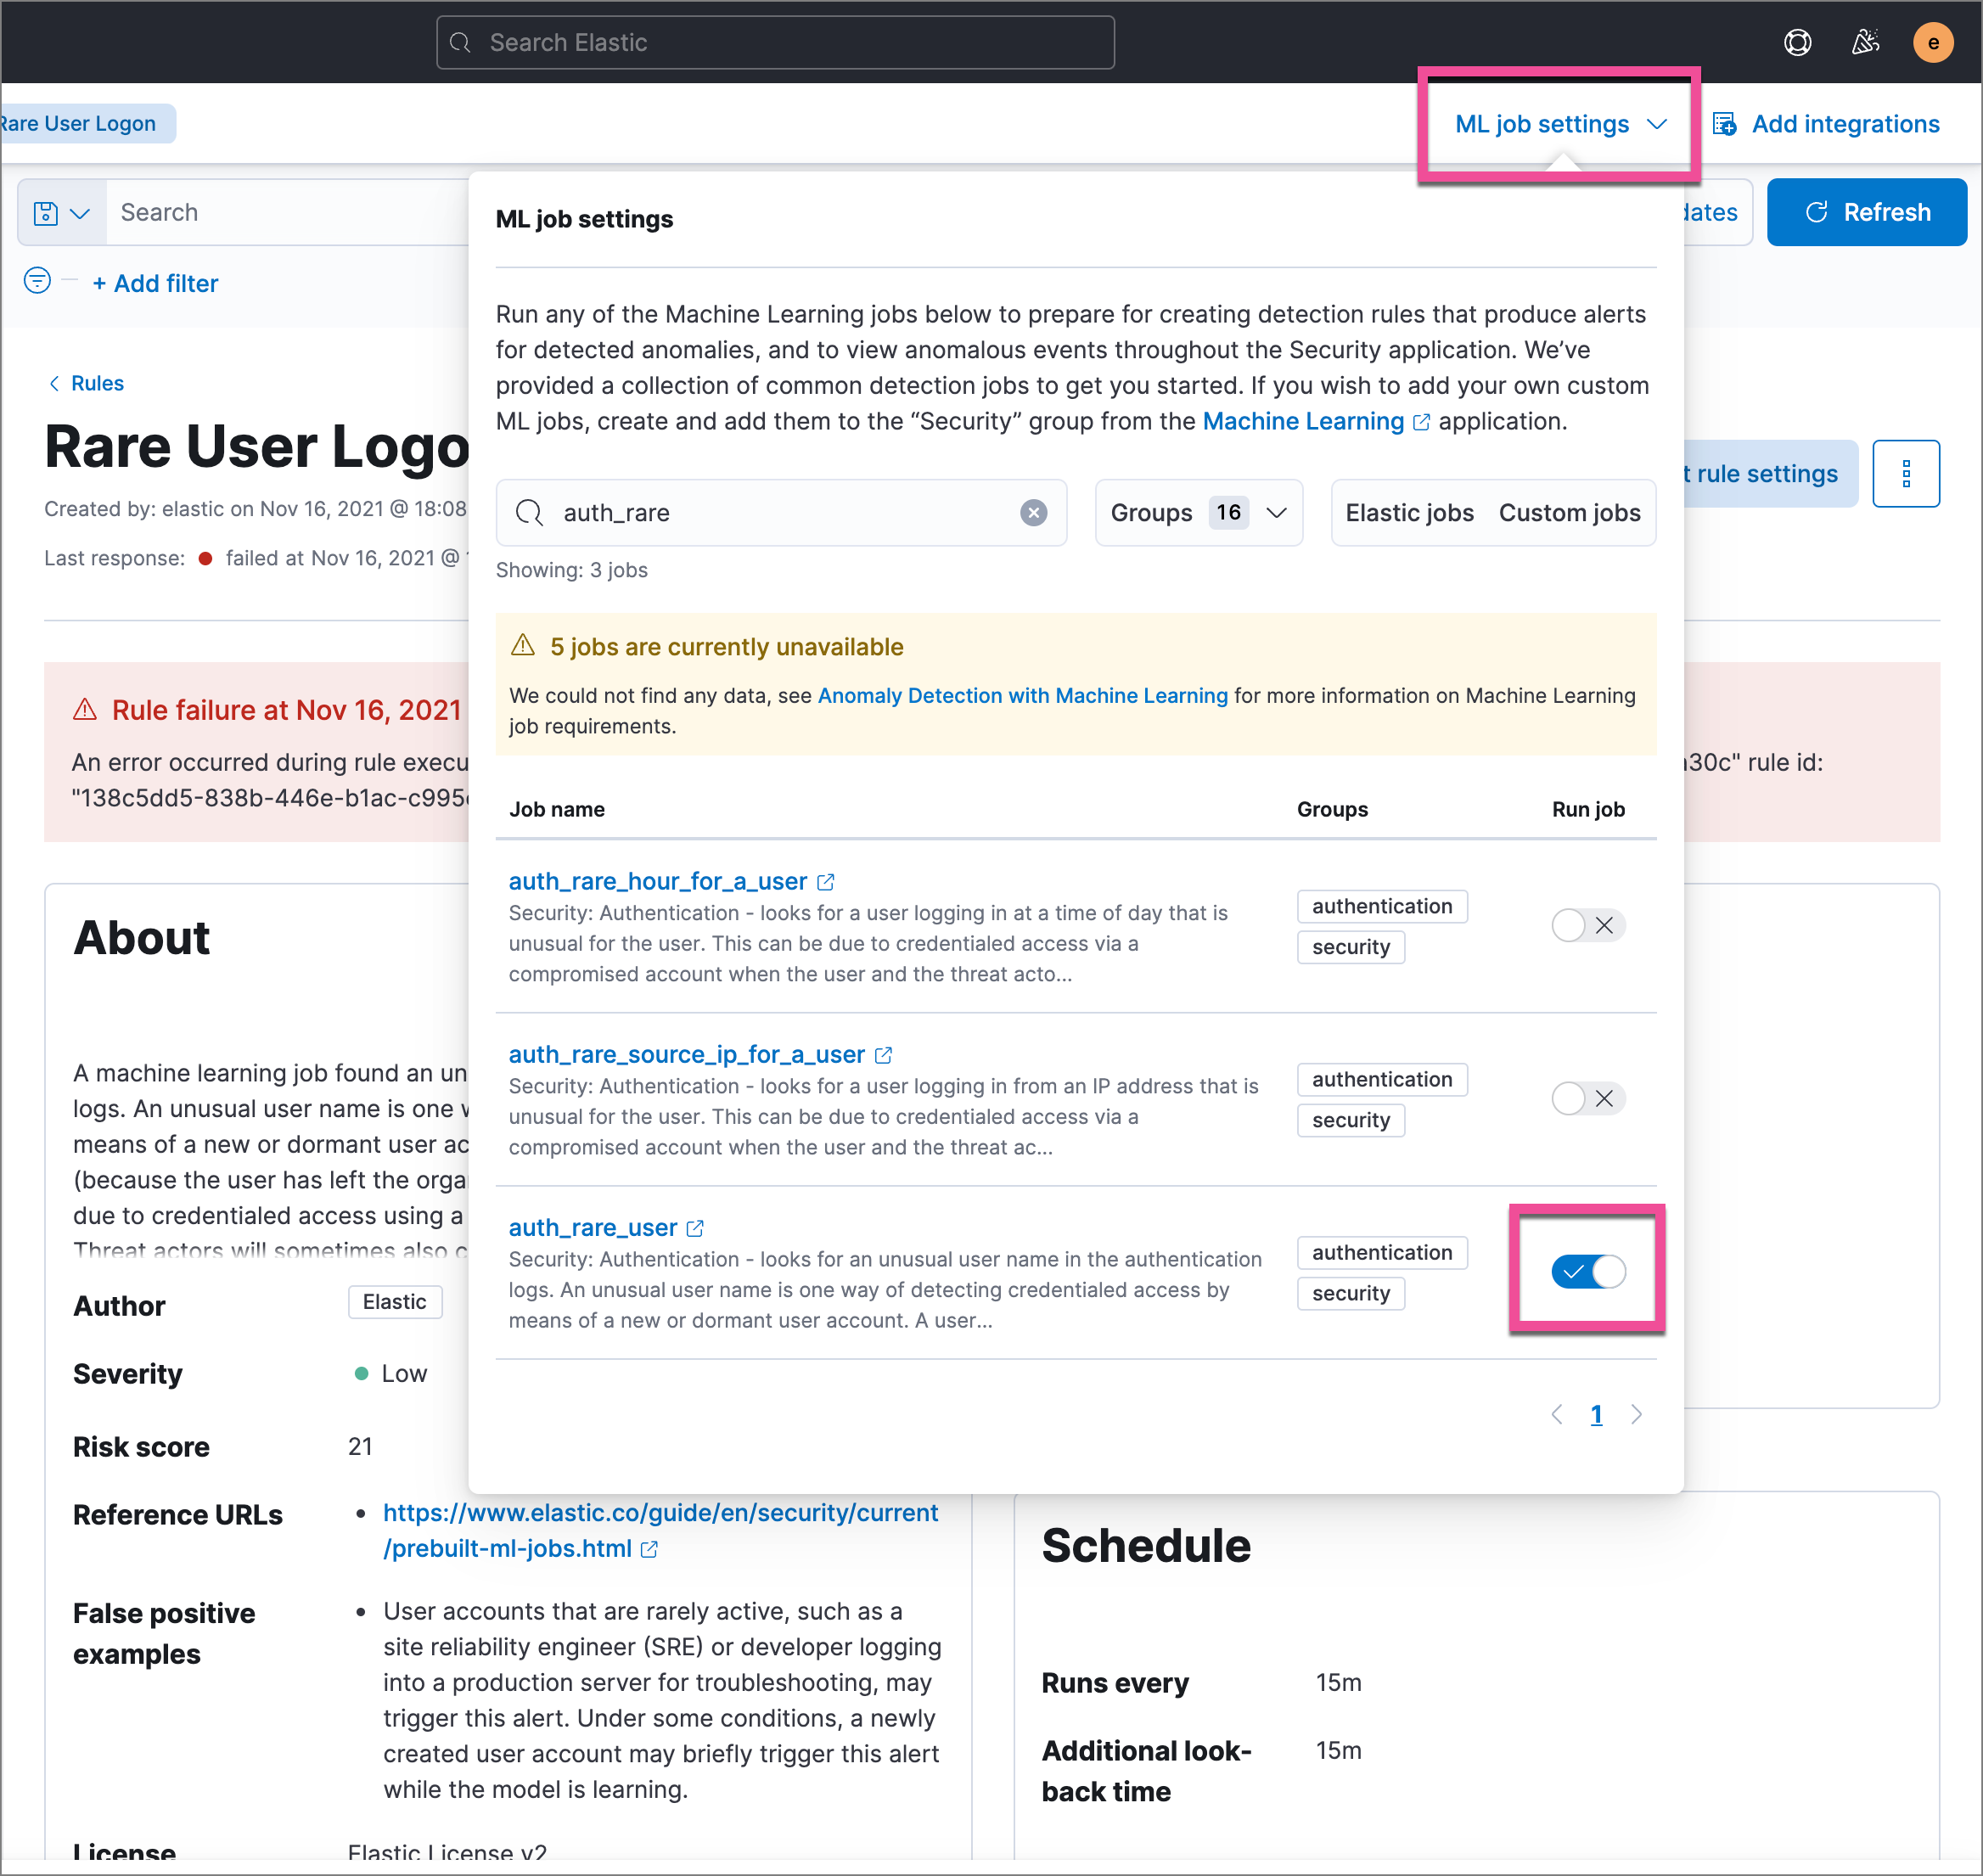 Search Elastic
e
Rare User Logon
ML job settings
Add integrations
Search
dates
Refresh
+ Add filter
ML job settings
Run any of the Machine Learning jobs below to prepare for creating detection rules that produce alerts
for detected anomalies, and to view anomalous events throughout the Security application. We’ve
provided a collection of common detection jobs to get you started. If you wish to add your own custom
ML jobs, create and add them to the “Security” group from the Machine Learning application.
Rules
Rare User Logo
Created by: elastic on Nov 16, 2021 @ 18:08
Last response: failed at Nov 16, 2021 @
t rule settings
auth_rare
Groups 16
Elastic jobs Custom jobs
Showing: 3 jobs
5 jobs are currently unavailable
We could not find any data, see Anomaly Detection with Machine Learning for more information on Machine Learning
job requirements.
Rule failure at Nov 16, 2021
An error occurred during rule execu
30c" rule id:
"138c5dd5-838b-446e-b1ac-c995
Job name Groups Run job
auth_rare_hour_for_a_user
Security: Authentication - looks for a user logging in at a time of day that is
unusual for the user. This can be due to credentialed access via a
compromised account when the user and the threat acto...
authentication
security
auth_rare_source_ip_for_a_user
Security: Authentication - looks for a user logging in from an IP address that is
unusual for the user. This can be due to credentialed access via a
compromised account when the user and the threat ac...
authentication
security
auth_rare_user
Security: Authentication - looks for an unusual user name in the authentication
logs. An unusual user name is one way of detecting credentialed access by
means of a new or dormant user account. A user...
authentication
security
1
About
A machine learning job found an un
logs. An unusual user name is one w
means of a new or dormant user ac
(because the user has left the orga
due to credentialed access using a
Threat actors will sometimes also c
Author Elastic
Severity Low
Risk score 21
Reference URLs
https://www.elastic.co/guide/en/security/current
/prebuilt-ml-jobs.html
False positive
examples
User accounts that are rarely active, such as a
site reliability engineer (SRE) or developer logging
into a production server for troubleshooting, may
trigger this alert. Under some conditions, a newly
created user account may briefly trigger this alert
while the model is learning.
License Elastic License v2
Schedule
Runs every 15m
Additional look-
back time
15m